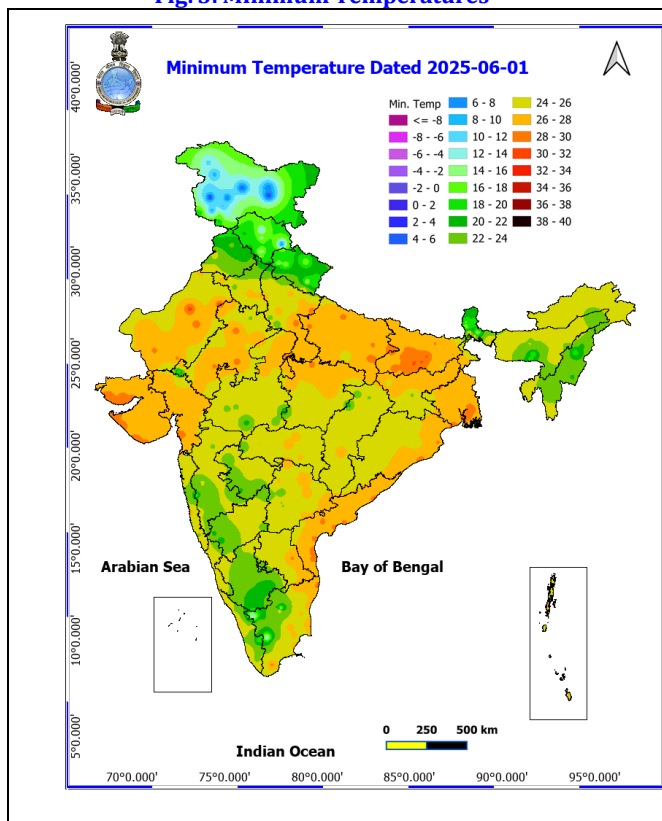 Fig. 3. Minimum Temperatures
Minimum Temperature Dated 2025-06-01
Min. Temp
<= -8
-8 - -6
-6 - -4
-4 - -2
-2 - 0
0 - 2
2 - 4
4 - 6
6 - 8
8 - 10
10 - 12
12 - 14
14 - 16
16 - 18
18 - 20
20 - 22
22 - 24
24 - 26
26 - 28
28 - 30
30 - 32
32 - 34
34 - 36
36 - 38
38 - 40
40°0.000'
35°0.000'
30°0.000'
25°0.000'
20°0.000'
15°0.000'
10°0.000'
5°0.000'
Arabian Sea
Bay of Bengal
Indian Ocean
0 250 500 km
70°0.000' 75°0.000' 80°0.000' 85°0.000' 90°0.000' 95°0.000'